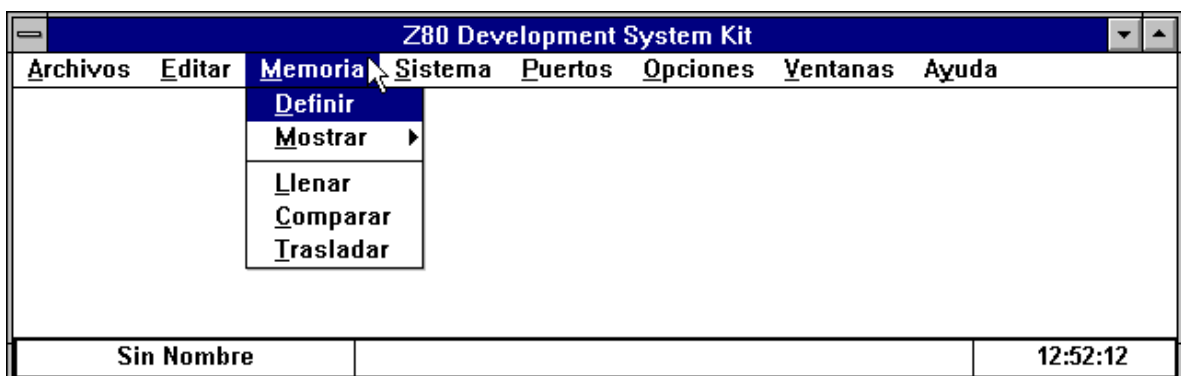 Z80 Development System Kit
Archivos Editar Memoria Sistema Puertos Opciones Ventanas Ayuda
Definir
Mostrar
Llenar
Comparar
Trasladar
Sin Nombre 12:52:12